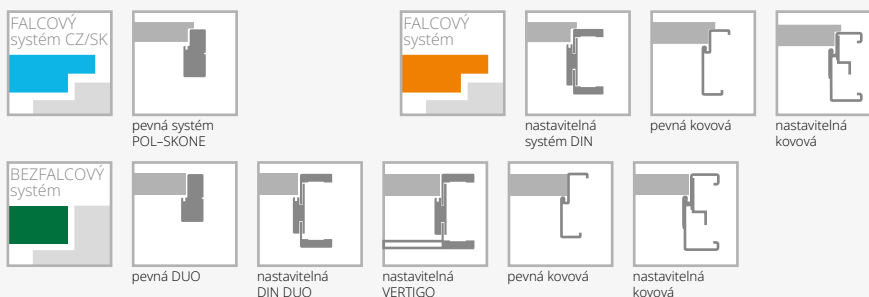 FALCOVÝ
systém CZ/SK
pevná systém
POL–SKONE
FALCOVÝ
systém
nastavitelná
systém DIN
pevná kovová
nastavitelná
kovová
BEZFALCOVÝ
systém
pevná DUO
nastavitelná
DIN DUO
nastavitelná
VERTIGO
pevná kovová
nastavitelná
kovová